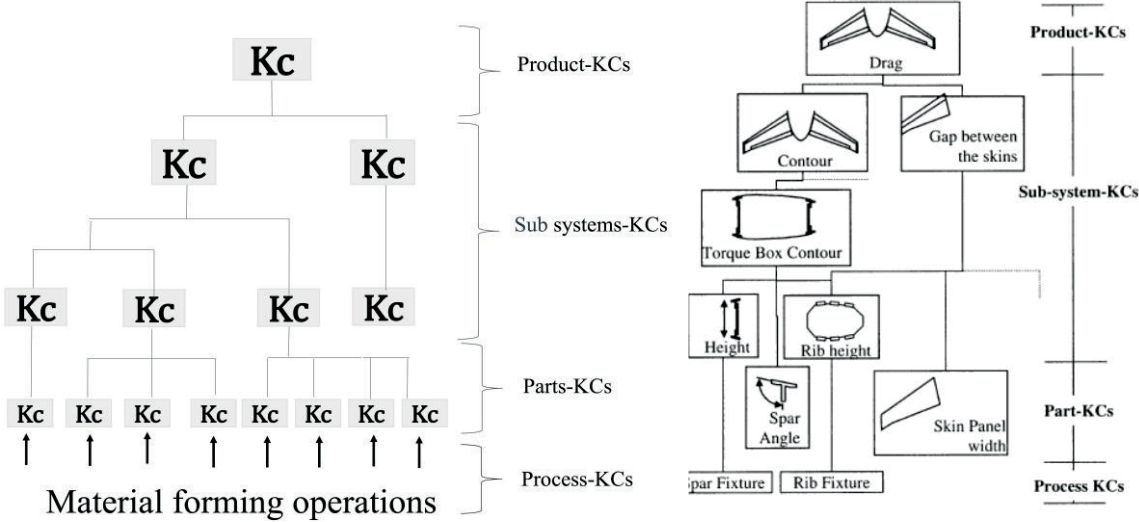 Kc
Product-KCs
Kc
Kc
Sub systems-KCs
Kc
Kc
Kc
Kc
Parts-KCs
Kc
Kc
Kc
Kc
Kc
Kc
Kc
Kc
Process-KCs
Material forming operations
Drag
Product-KCs
Contour
Gap between
the skins
Sub-system-KCs
Torque Box Contour
Height
Rib height
Spar
Angle
Skin Panel
width
Part-KCs
par Fixture
Rib Fixture
Process KCs